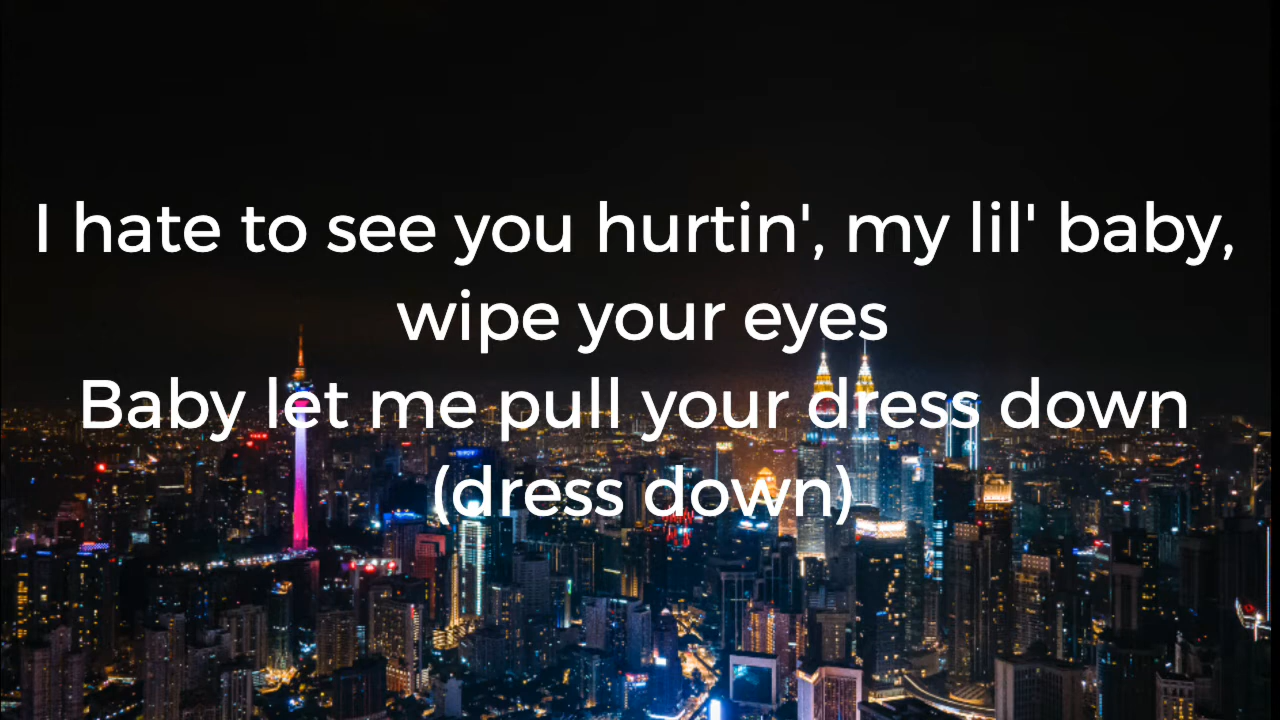 I hate to see you hurtin', my lil' baby,
wipe your eyes
Baby let me pull your dress down
(dress down)